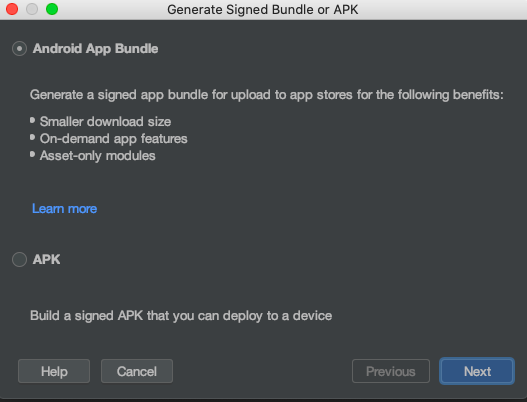 Generate Signed Bundle or APK
Android App Bundle
Generate a signed app bundle for upload to app stores for the following benefits:
Smaller download size
On-demand app features
Asset-only modules
Learn more
APK
Build a signed APK that you can deploy to a device
Help Cancel Previous Next